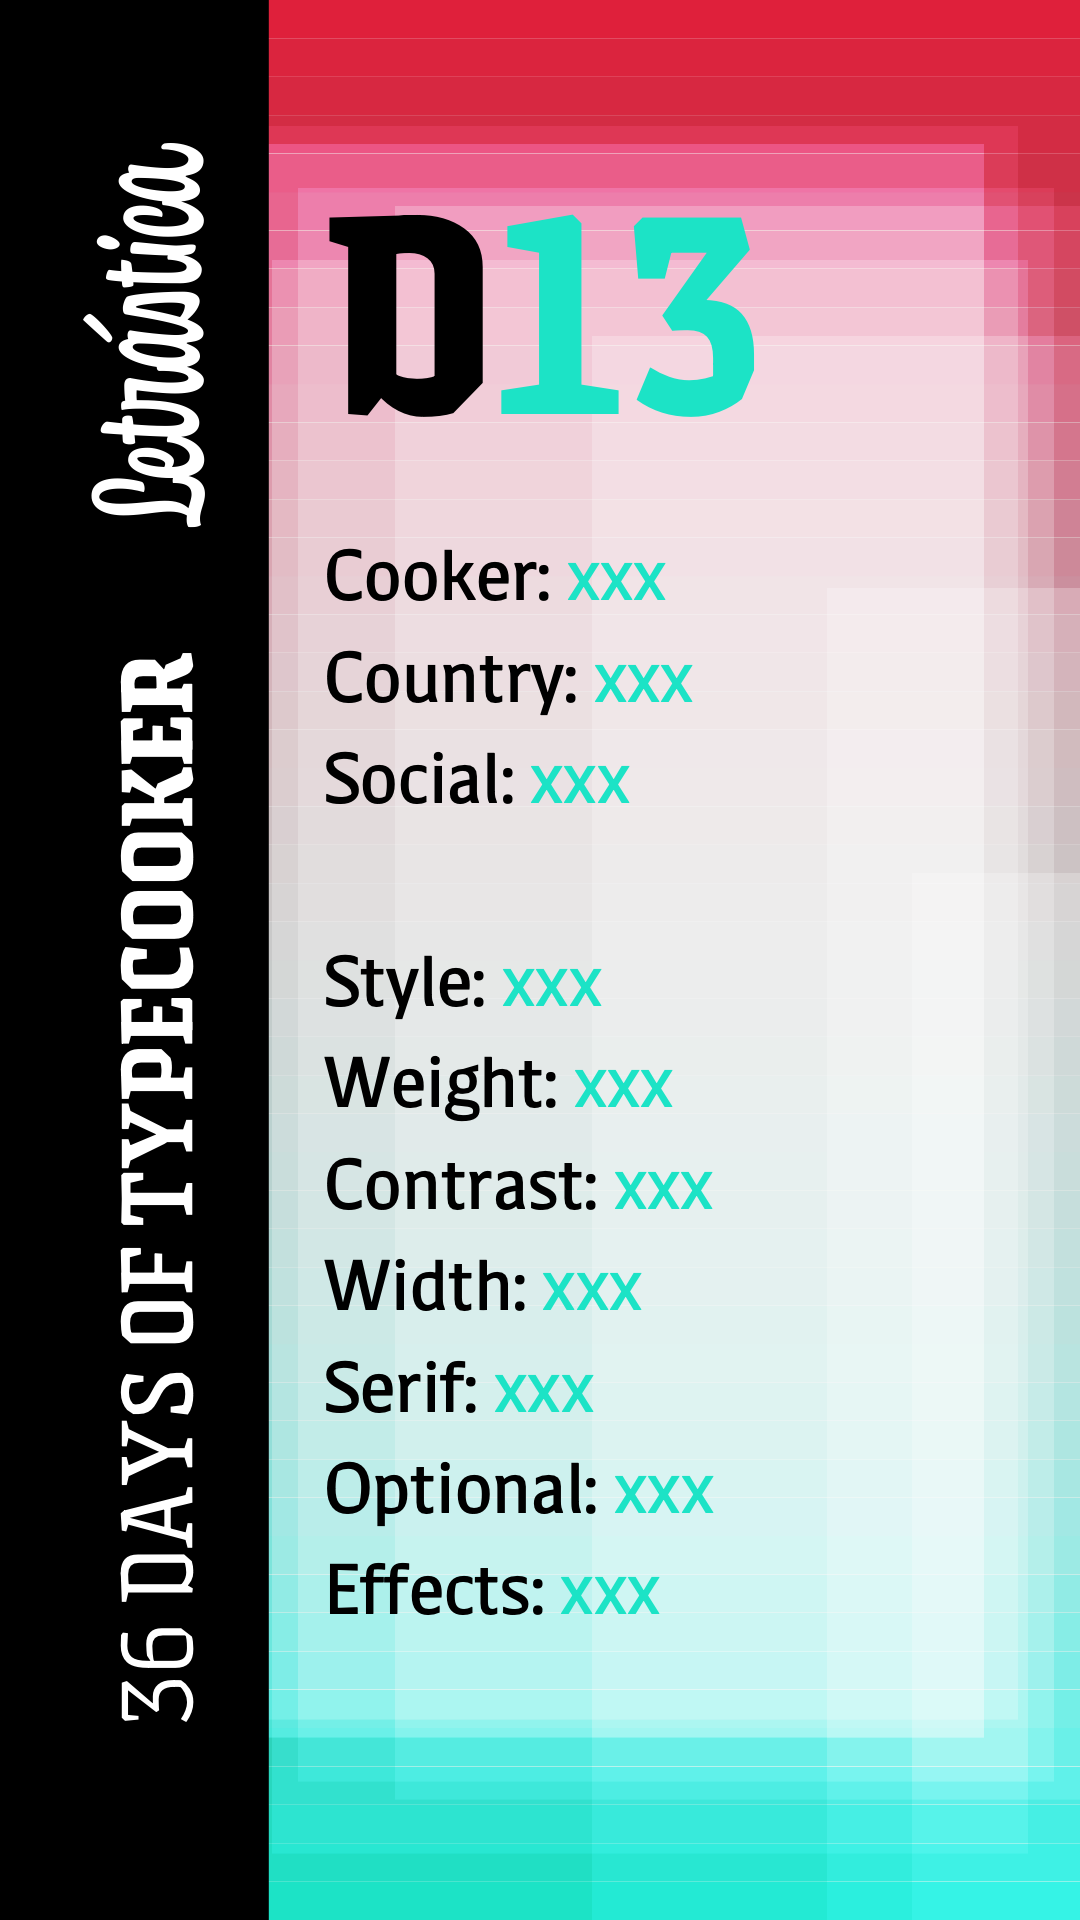 Letrástica
36 DAYS OF TYPECOOKER
D13
Cooker: xxx
Country: xxx
Social: xxx
Style: xxx
Weight: xxx
Contrast: xxx
Width: xxx
Serif: xxx
Optional: xxx
Effects: xxx